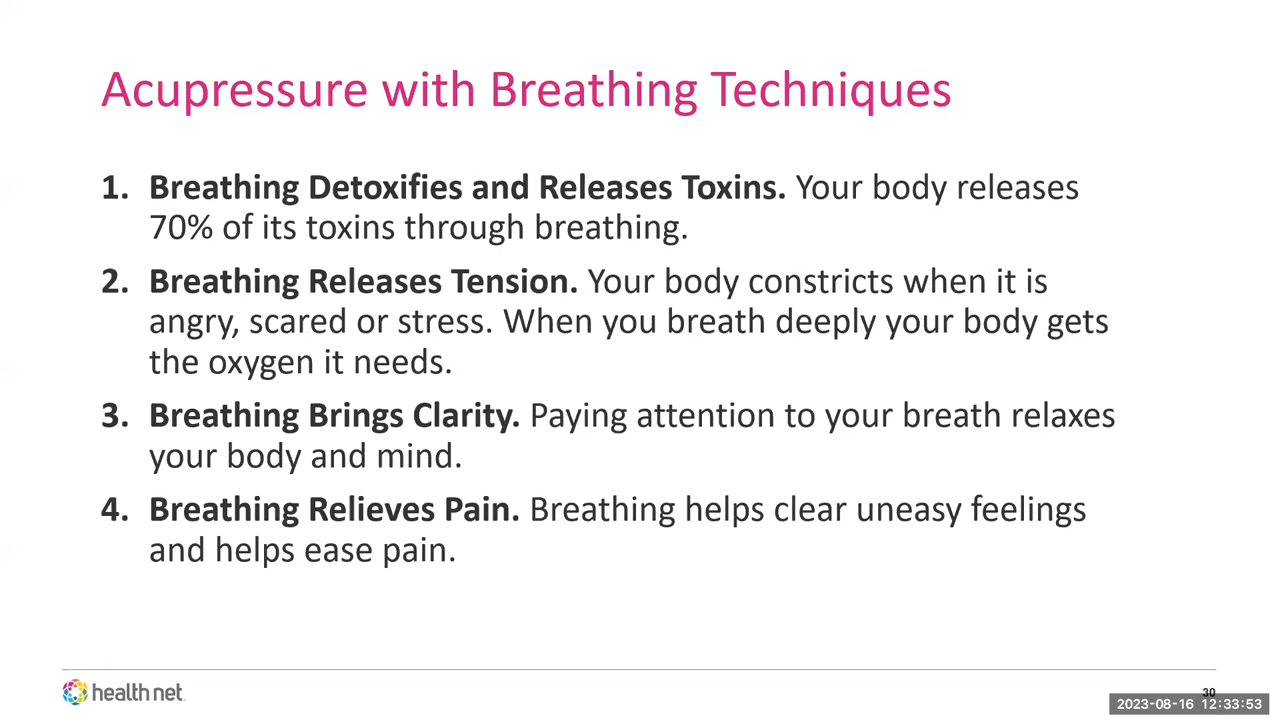 Acupressure with Breathing Techniques
1. Breathing Detoxifies and Releases Toxins. Your body releases
70% of its toxins through breathing.
2. Breathing Releases Tension. Your body constricts when it is
angry, scared or stress. When you breath deeply your body gets
the oxygen it needs.
3. Breathing Brings Clarity. Paying attention to your breath relaxes
your body and mind.
4. Breathing Relieves Pain. Breathing helps clear uneasy feelings
and helps ease pain.
health net
30
2023-08-16 12:33:53